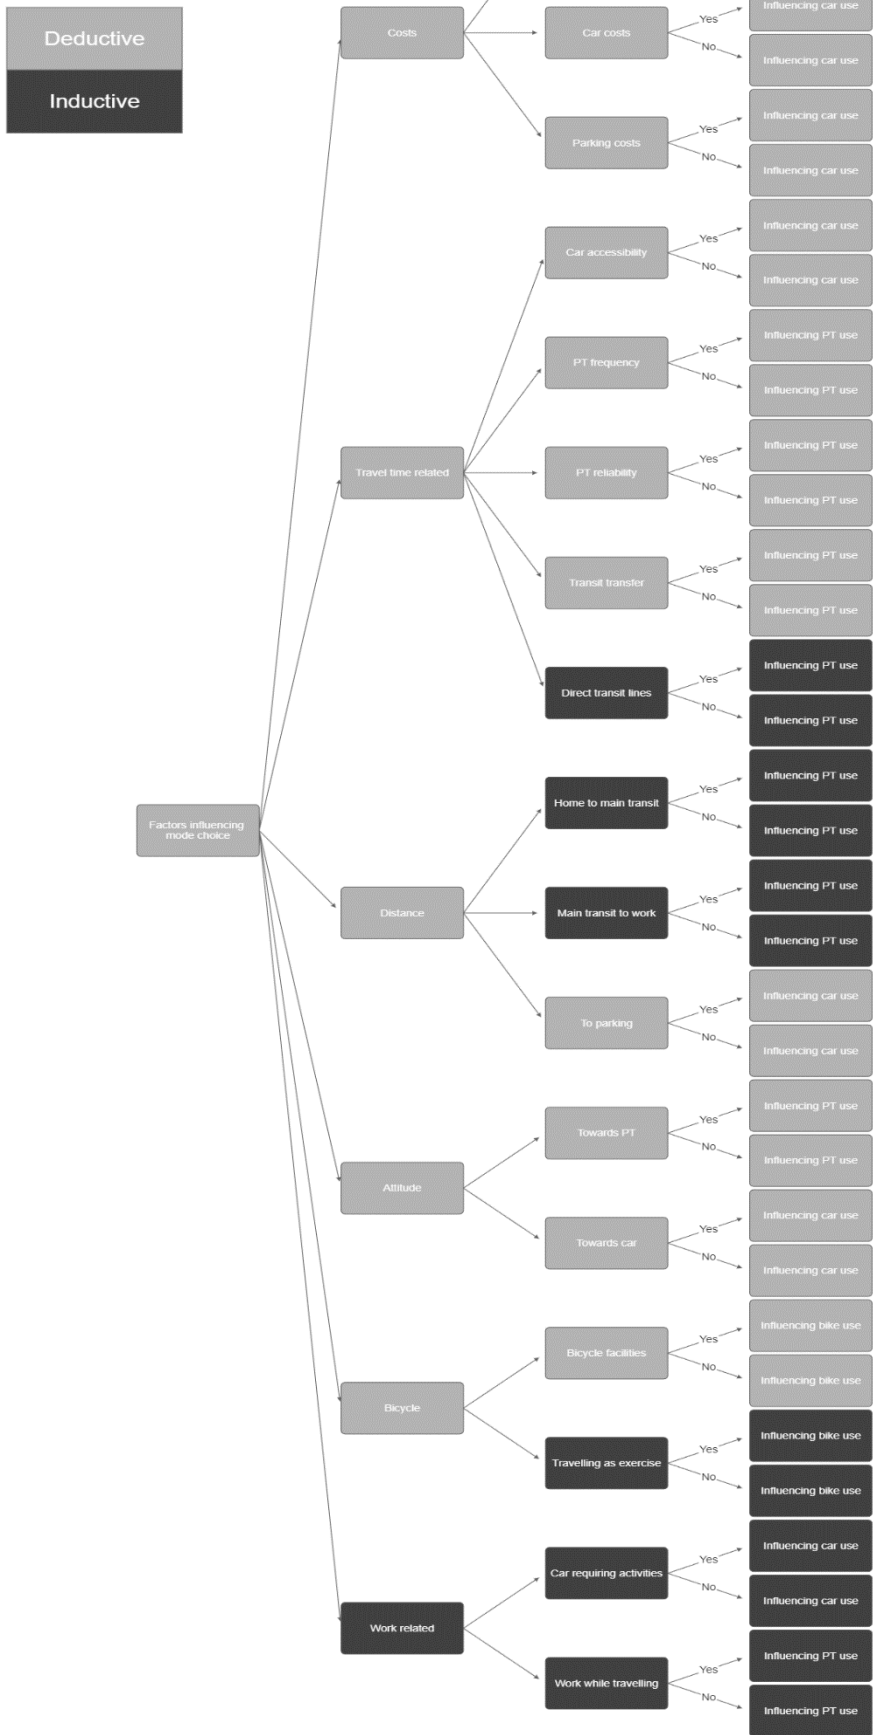 Deductive
Inductive
Influencing car use
Yes
Costs
Car costs
No
Influencing car use
Influencing car use
Yes
Parking costs
No
Influencing car use
Influencing car use
Yes
Car accessibility
No
Influencing car use
Influencing PT use
Yes
PT frequency
No
Influencing PT use
Influencing PT use
Yes
Travel time related
PT reliability
No
Influencing PT use
Influencing PT use
Yes
Transit transfer
No
Influencing PT use
Influencing PT use
Yes
Direct transit lines
No
Influencing PT use
Influencing PT use
Yes
Home to main transit
No
Influencing PT use
Factors influencing
mode choice
Influencing PT use
Yes
Distance
Main transit to work
No
Influencing PT use
Influencing car use
Yes
To parking
No
Influencing car use
Influencing PT use
Yes
Towards PT
No
Influencing PT use
Attitude
Influencing car use
Yes
Towards car
No
Influencing car use
Influencing bike use
Yes
Bicycle facilities
No
Influencing bike use
Bicycle
Influencing bike use
Yes
Travelling as exercise
No
Influencing bike use
Influencing car use
Yes
Car requiring activities
No
Influencing car use
Work related
Influencing PT use
Yes
Work while travelling
No
Influencing PT use